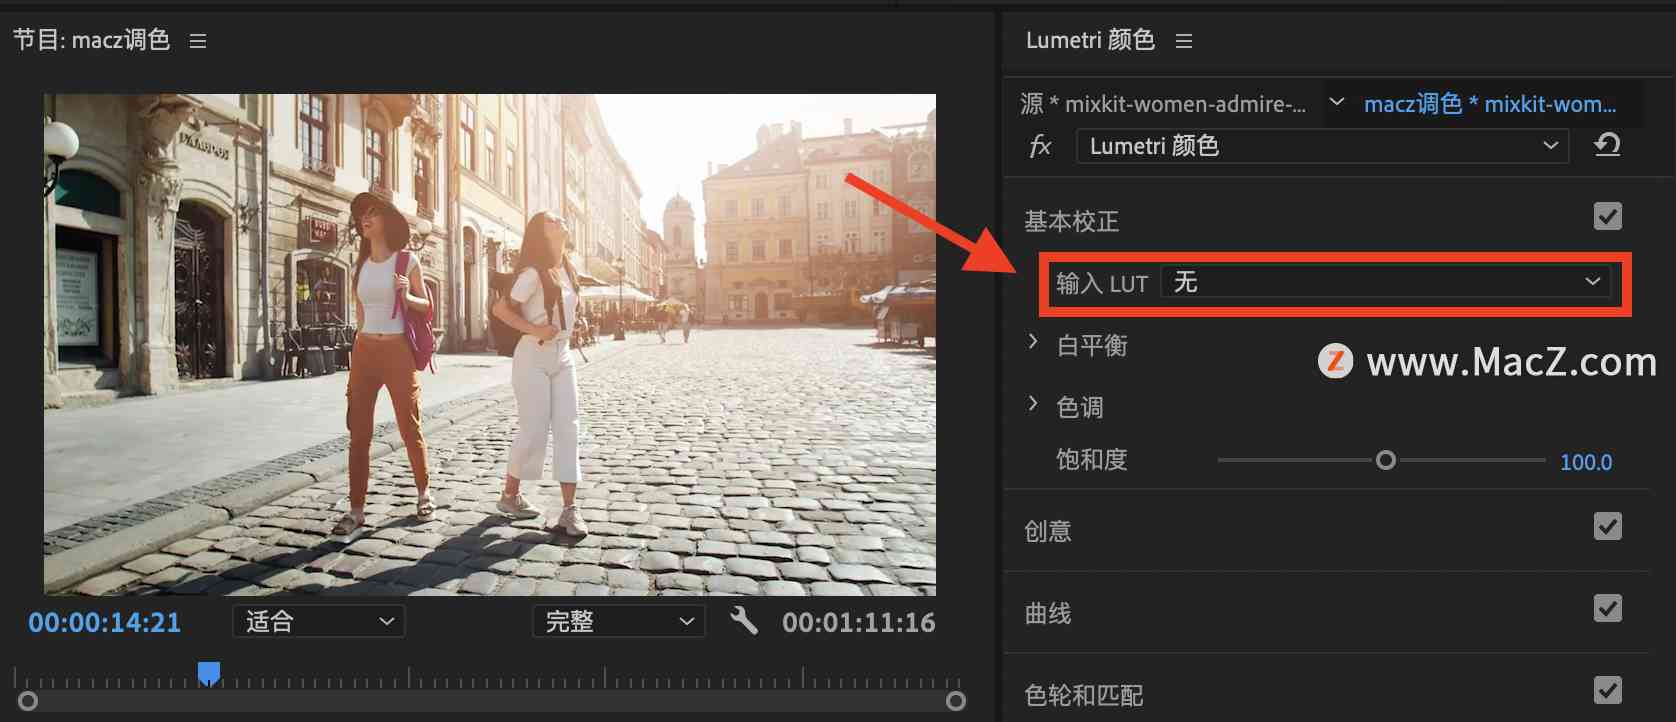 节目: macz调色
Lumetri 颜色
源 * mixkit-women-admire-...
macz调色 * mixkit-wom...
fx
Lumetri 颜色
基本校正
输入 LUT 无
白平衡
Z www.MacZ.com
色调
饱和度 100.0
创意
曲线
色轮和匹配
00:00:14:21
适合
完整
00:01:11:16